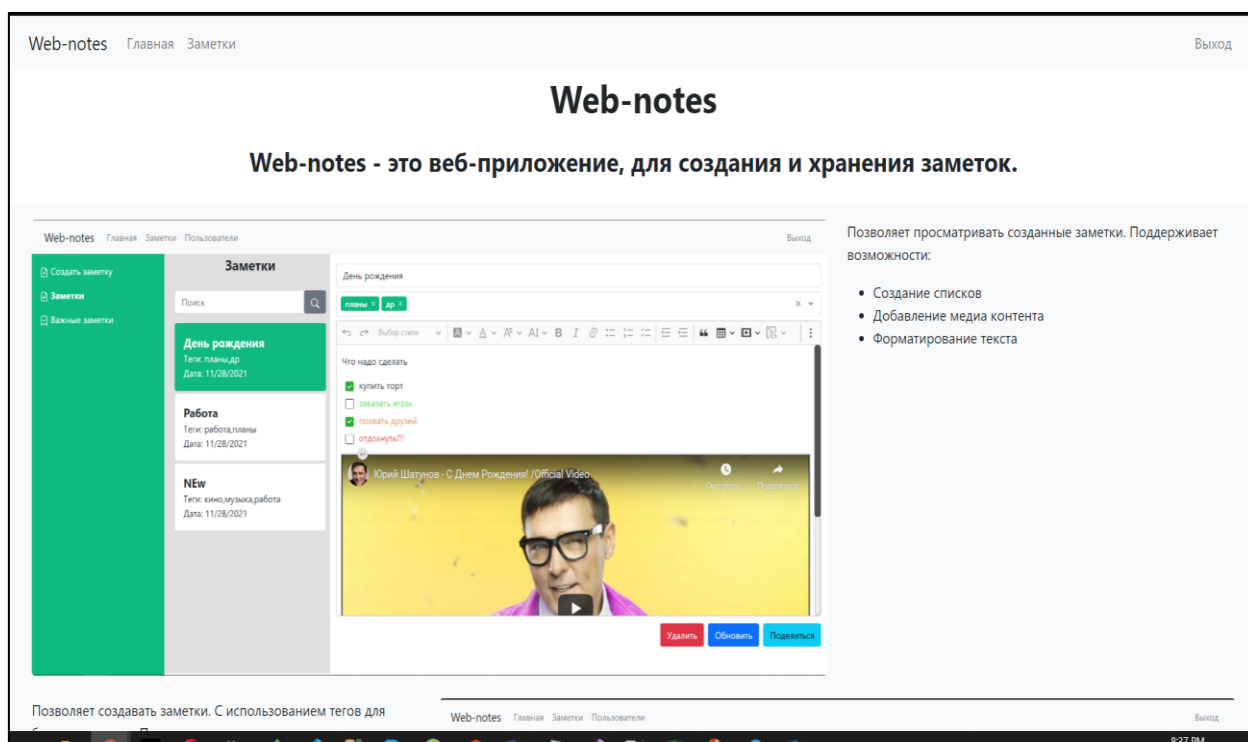 Web-notes Главная Заметки Выход
Web-notes
Web-notes - это веб-приложение, для создания и хранения заметок.
Web-notes Главная Заметки Пользователи Выход
Создать заметку
Заметки
Важные заметки
Заметки
Поиск
День рождения
Теги: планы,др
Дата: 11/28/2021
Работа
Теги: работа,планы
Дата: 11/28/2021
NEw
Теги: кино,музыка,работа
Дата: 11/28/2021
День рождения
планы × др ×
Выбор стиля
Что надо сделать
купить торт
заказать игры
позвать друзей
отдохнуть!!!
Юрий Шатунов - С Днем Рождения! /Official Video
Смотреть... Поделиться
Удалить Обновить Поделиться
Позволяет просматривать созданные заметки. Поддерживает
возможности:
Создание списков
Добавление медиа контента
Форматирование текста
Позволяет создавать заметки. С использованием тегов для
Web-notes Главная Заметки Пользователи Выход
8:27 PM